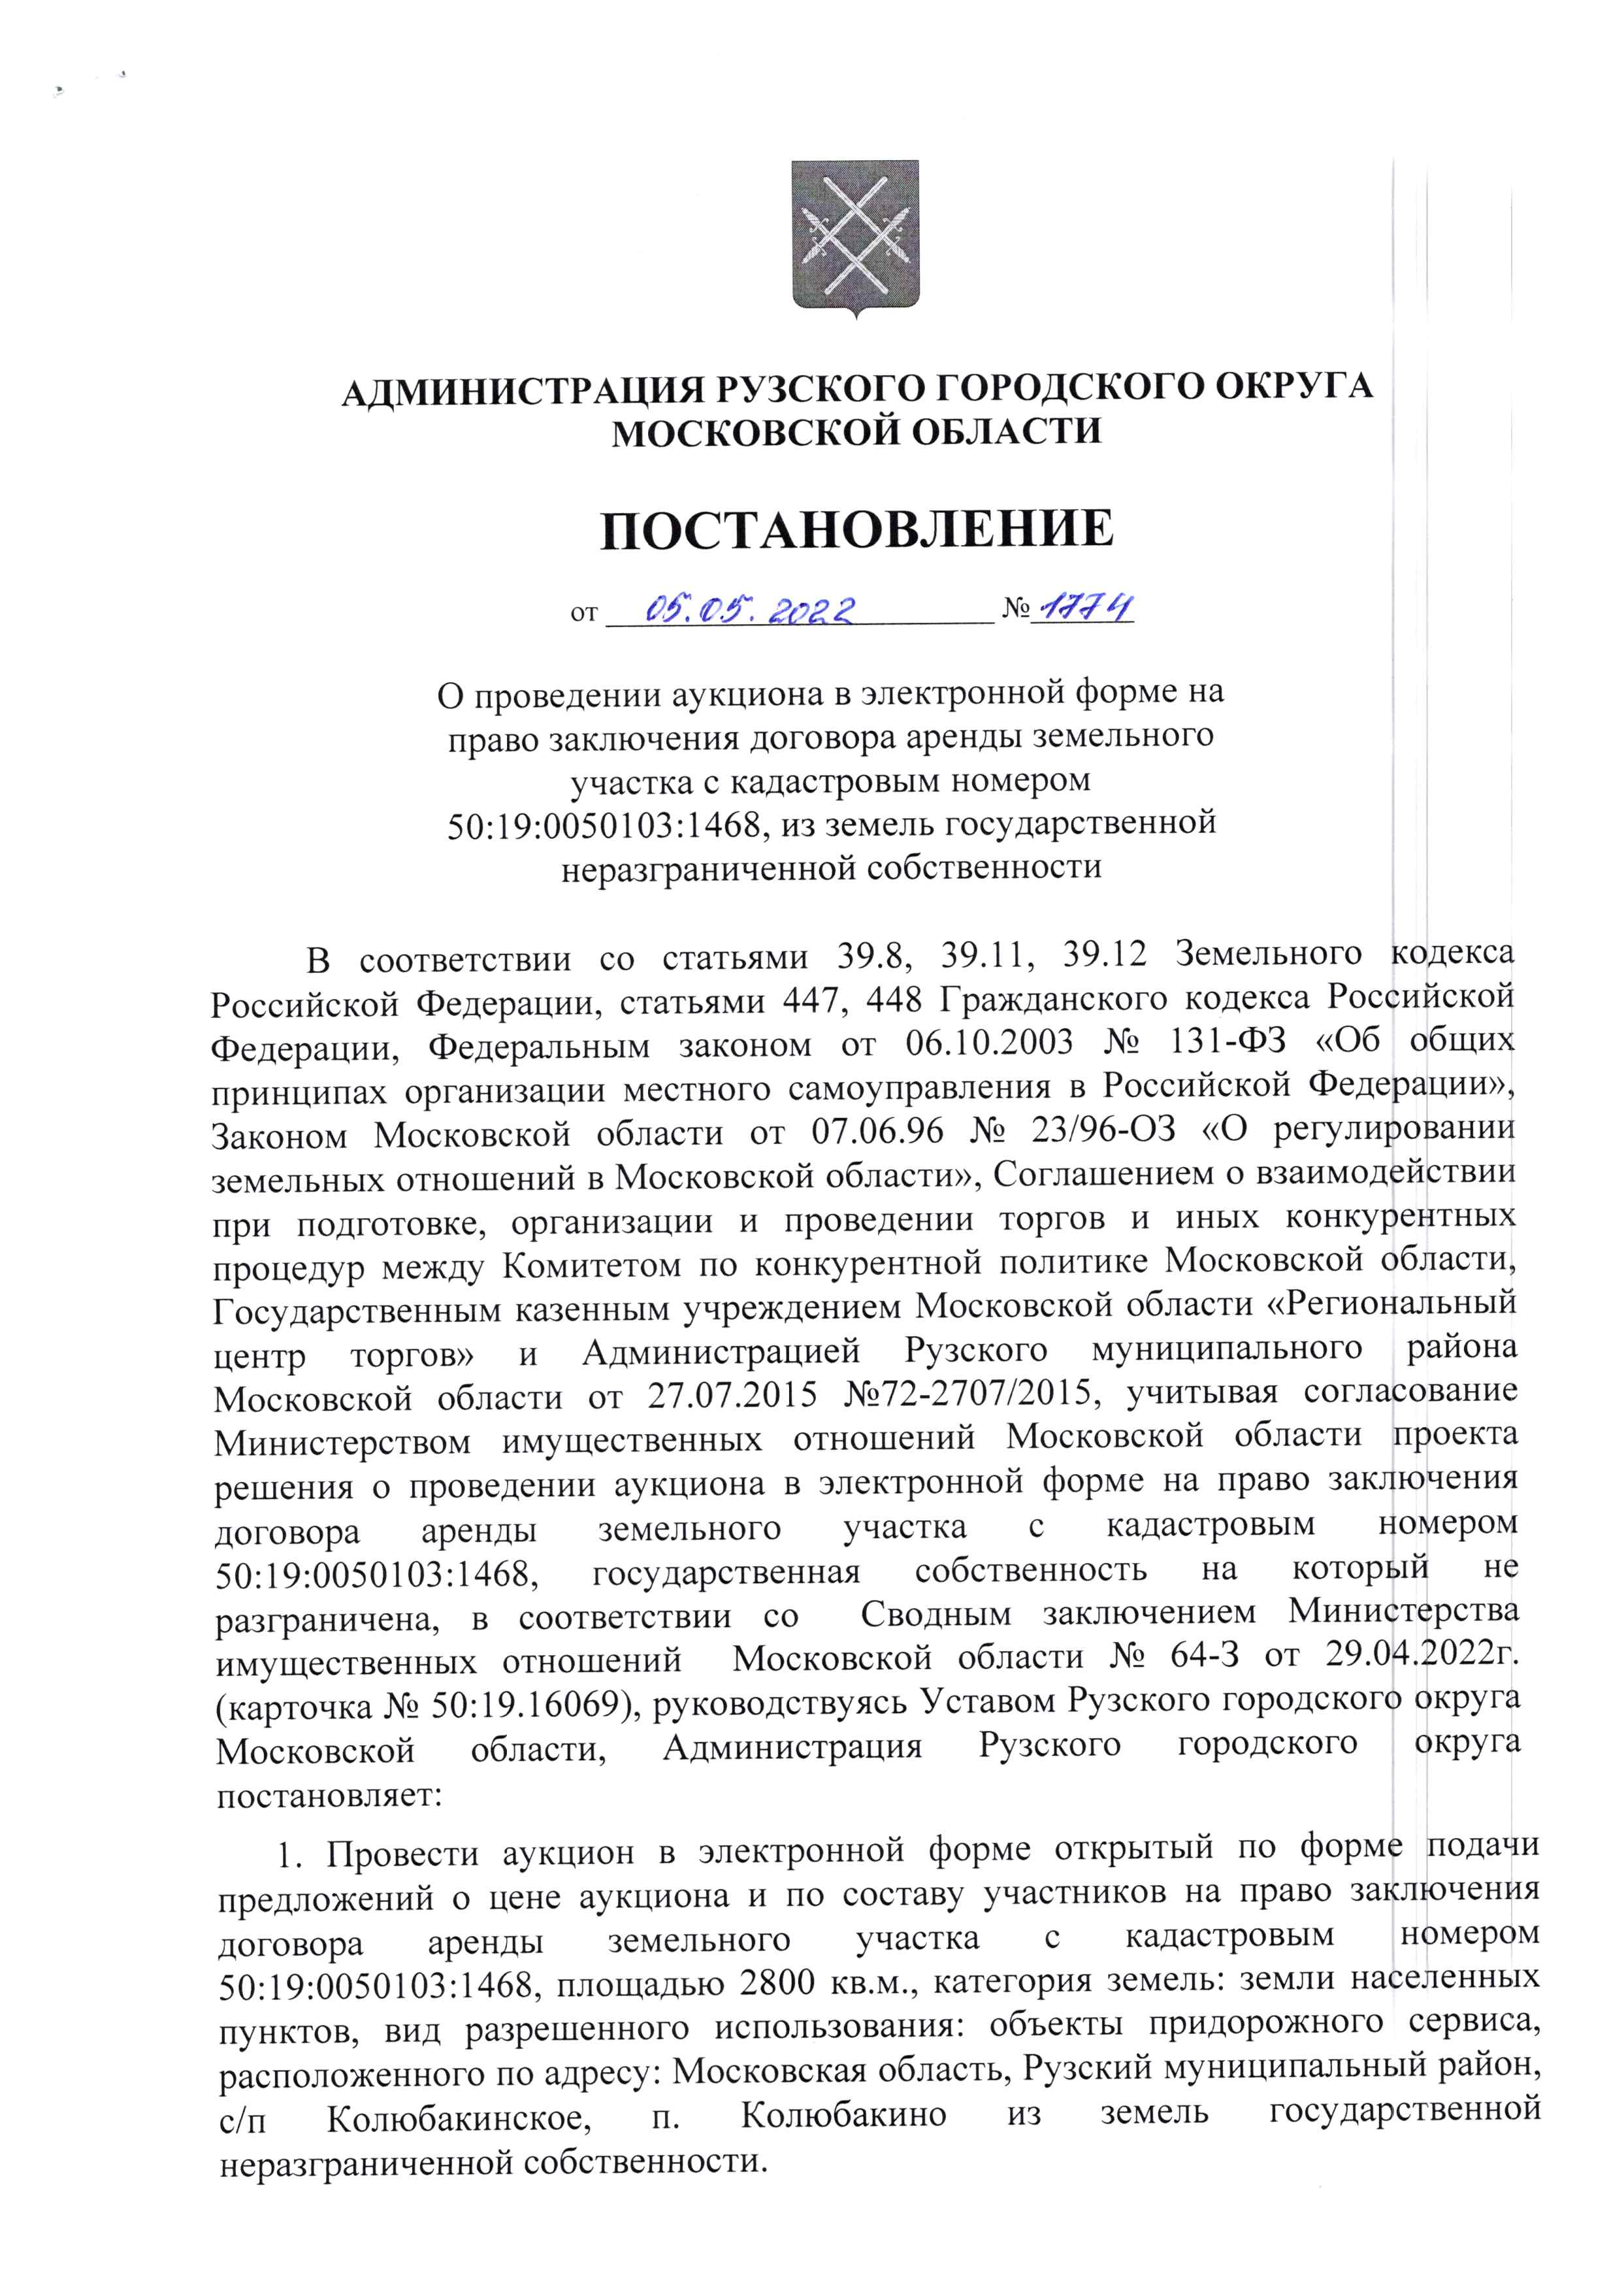 АДМИНИСТРАЦИЯ РУЗСКОГО ГОРОДСКОГО ОКРУГА
МОСКОВСКОЙ ОБЛАСТИ
ПОСТАНОВЛЕНИЕ
от 05.05.2022 № 1774
О проведении аукциона в электронной форме на
право заключения договора аренды земельного
участка с кадастровым номером
50:19:0050103:1468, из земель государственной
неразграниченной собственности
В соответствии со статьями 39.8, 39.11, 39.12 Земельного кодекса
Российской Федерации, статьями 447, 448 Гражданского кодекса Российской
Федерации, Федеральным законом от 06.10.2003 № 131-ФЗ «Об общих
принципах организации местного самоуправления в Российской Федерации»,
Законом Московской области от 07.06.96 № 23/96-ОЗ «О регулировании
земельных отношений в Московской области», Соглашением о взаимодействии
при подготовке, организации и проведении торгов и иных конкурентных
процедур между Комитетом по конкурентной политике Московской области,
Государственным казенным учреждением Московской области «Региональный
центр торгов» и Администрацией Рузского муниципального района
Московской области от 27.07.2015 №72-2707/2015, учитывая согласование
Министерством имущественных отношений Московской области проекта
решения о проведении аукциона в электронной форме на право заключения
договора аренды земельного участка с кадастровым номером
50:19:0050103:1468, государственная собственность на который не
разграничена, в соответствии со Сводным заключением Министерства
имущественных отношений Московской области № 64-З от 29.04.2022г.
(карточка № 50:19.16069), руководствуясь Уставом Рузского городского округа
Московской области, Администрация Рузского городского округа
постановляет:
1. Провести аукцион в электронной форме открытый по форме подачи
предложений о цене аукциона и по составу участников на право заключения
договора аренды земельного участка с кадастровым номером
50:19:0050103:1468, площадью 2800 кв.м., категория земель: земли населенных
пунктов, вид разрешенного использования: объекты придорожного сервиса,
расположенного по адресу: Московская область, Рузский муниципальный район,
с/п Колюбакинское, п. Колюбакино из земель государственной
неразграниченной собственности.